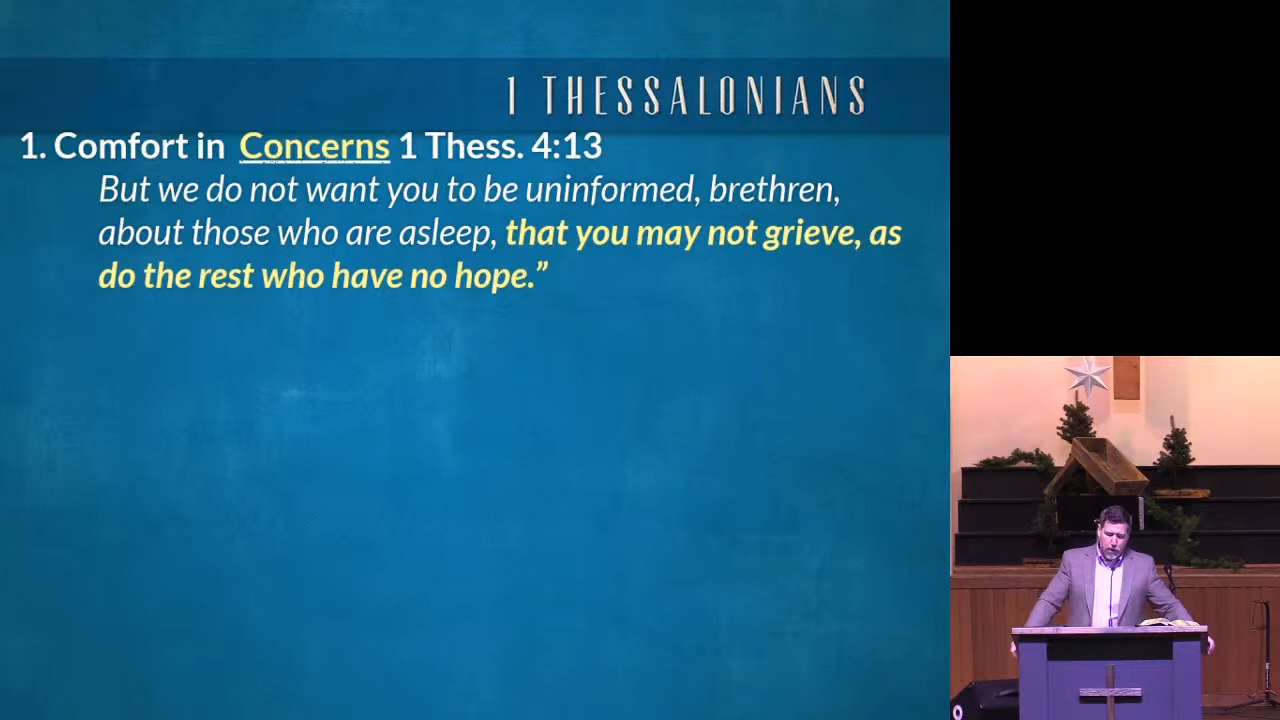 1 THESSALONIANS
1. Comfort in Concerns 1 Thess. 4:13
But we do not want you to be uninformed, brethren,
about those who are asleep, that you may not grieve, as
do the rest who have no hope.”